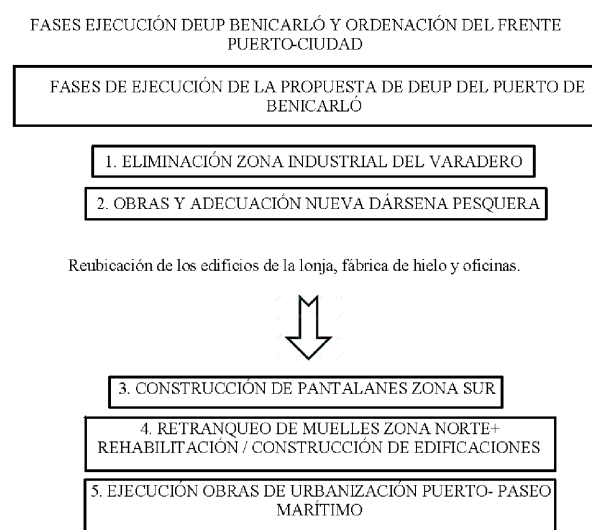 FASES EJECUCIÓN DEUP BENICARLÓ Y ORDENACIÓN DEL FRENTE
PUERTO-CIUDAD
FASES DE EJECUCIÓN DE LA PROPUESTA DE DEUP DEL PUERTO DE
BENICARLÓ
1. ELIMINACIÓN ZONA INDUSTRIAL DEL VARADERO
2. OBRAS Y ADECUACIÓN NUEVA DÁRSENA PESQUERA
Reubicación de los edificios de la lonja, fábrica de hielo y oficinas.
3. CONSTRUCCIÓN DE PANTALANES ZONA SUR
4. RETRANQUEO DE MUELLES ZONA NORTE+
REHABILITACIÓN / CONSTRUCCIÓN DE EDIFICACIONES
5. EJECUCIÓN OBRAS DE URBANIZACIÓN PUERTO- PASEO
MARÍTIMO